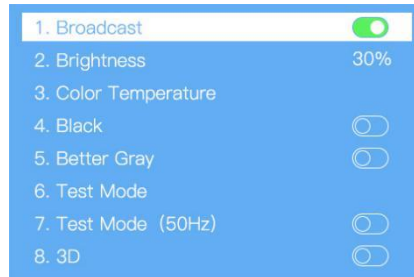 1. Broadcast
2. Brightness 30%
3. Color Temperature
4. Black
5. Better Gray
6. Test Mode
7. Test Mode (50Hz)
8. 3D